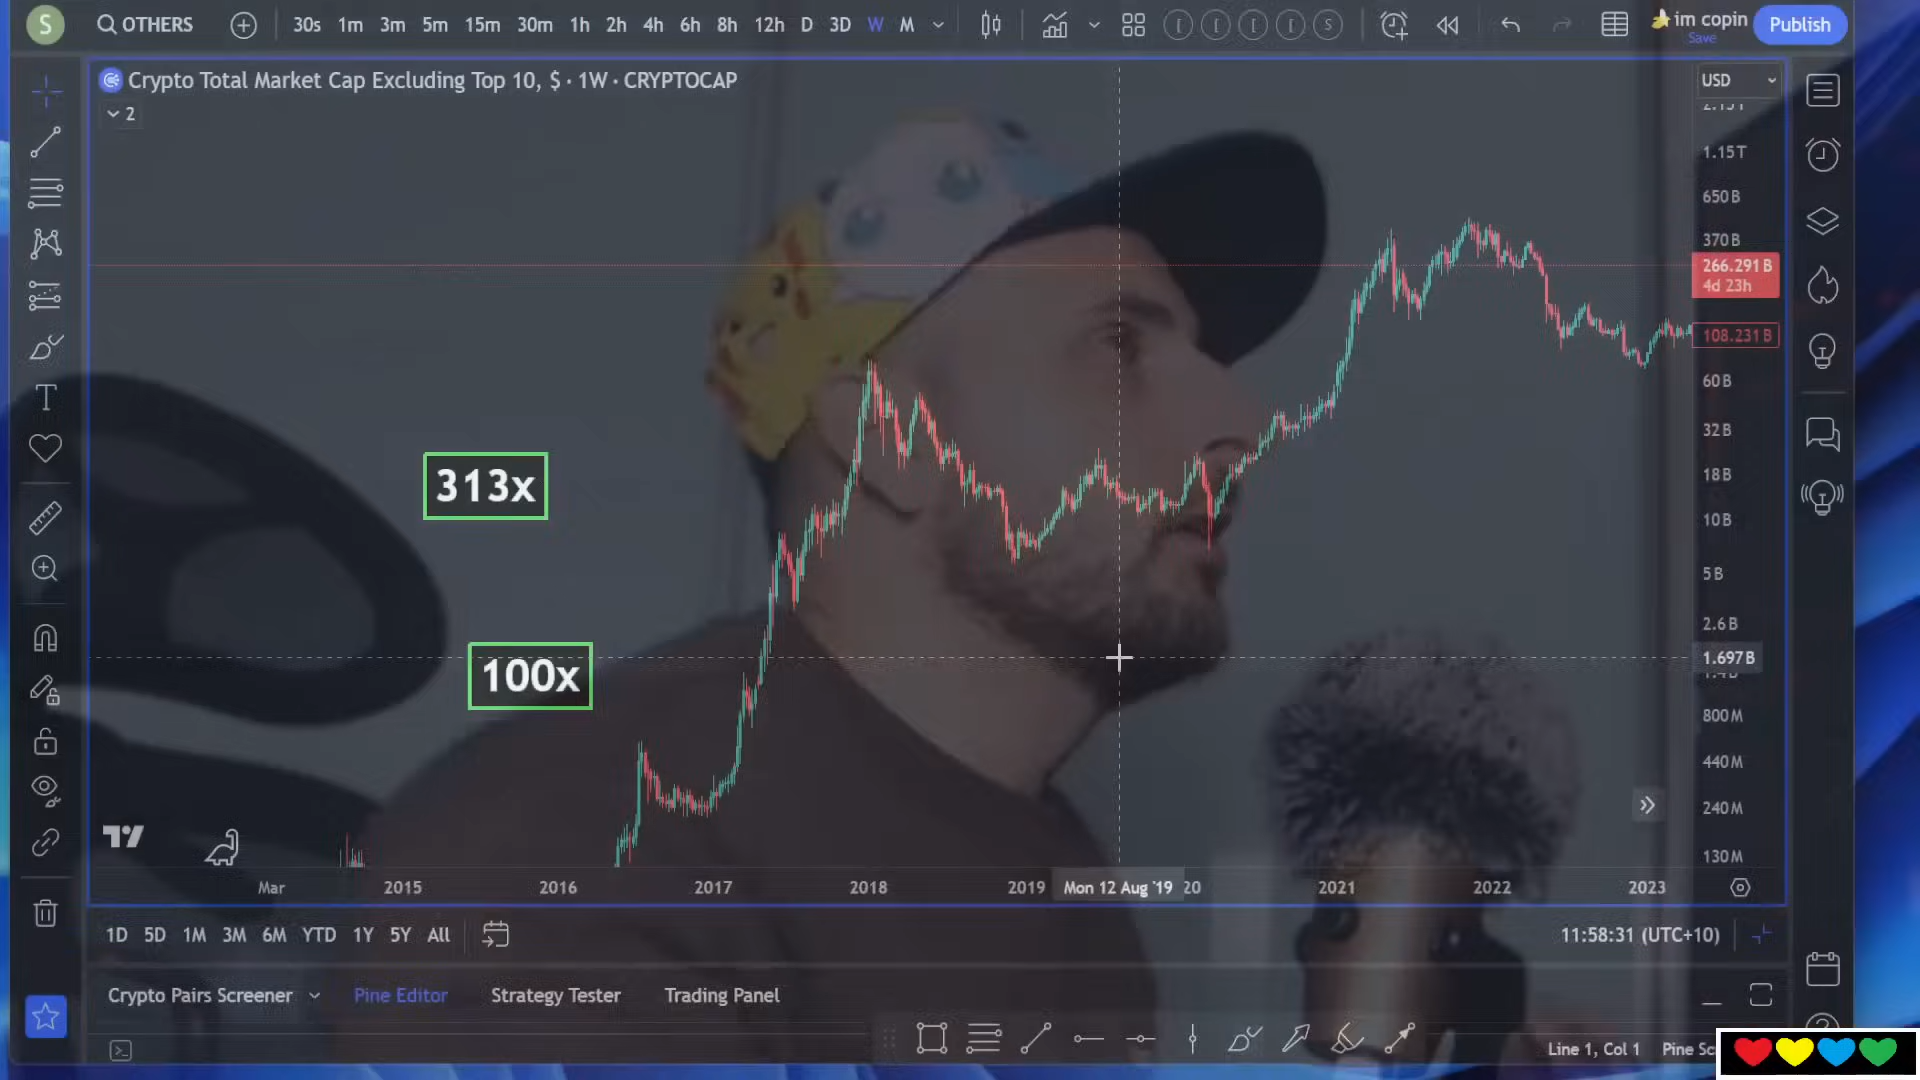 S OTHERS 30s 1m 3m 5m 15m 30m 1h 2h 4h 6h 8h 12h D 3D W M S im copin Save Publish
Crypto Total Market Cap Excluding Top 10, $ · 1W · CRYPTOCAP
USD
2
1.15T
650B
370B
266.291B
4d 23h
108.231B
60B
32B
313x
18B
10B
5B
2.6B
1.697B
100x
800M
440M
240M
130M
Mar 2015 2016 2017 2018 2019 Mon 12 Aug '19 20 2021 2022 2023
1D 5D 1M 3M 6M YTD 1Y 5Y All
11:58:31 (UTC+10)
Crypto Pairs Screener Pine Editor Strategy Tester Trading Panel
Line 1, Col 1 Pine Sc